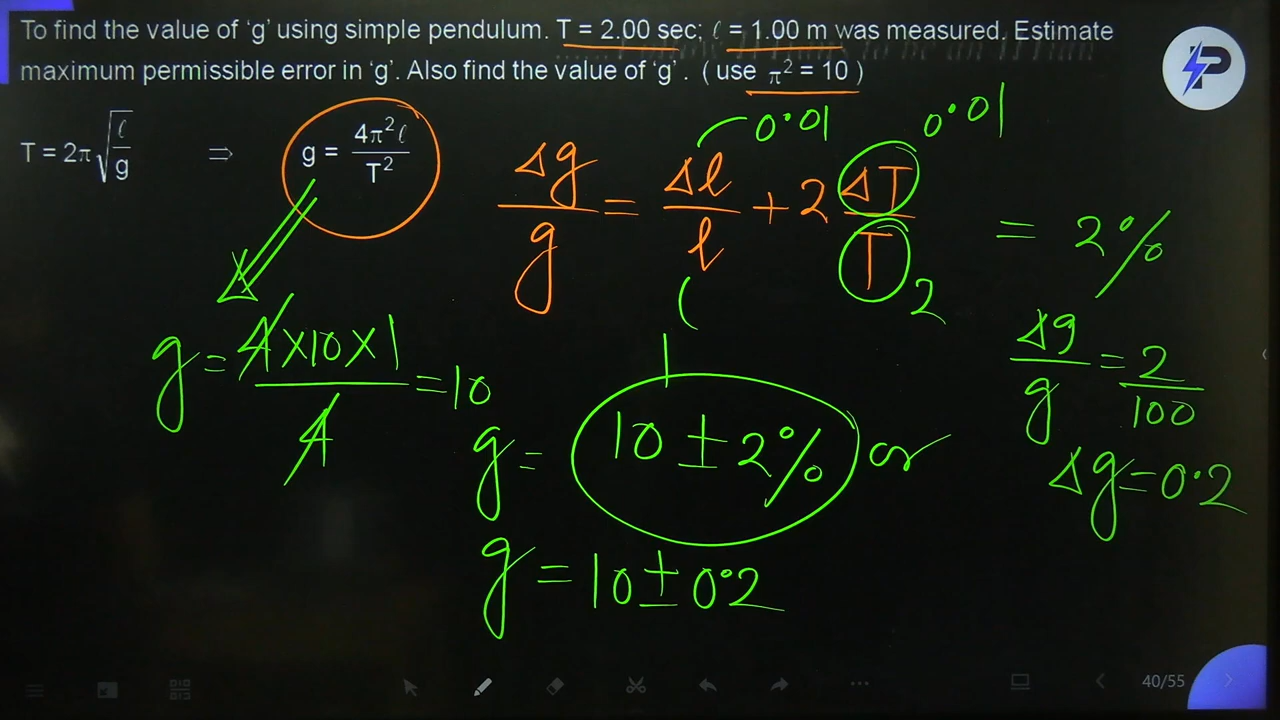 To find the value of ‘g’ using simple pendulum. T = 2.00 sec; ℓ = 1.00 m was measured. Estimate
maximum permissible error in ‘g’. Also find the value of ‘g’ . ( use π² = 10 )
T = 2π√(ℓ/g) ⇒ g = 4π²ℓ/T²
Δg/g = Δl/l + 2 ΔT/T = 2%
0.01 0.01
1 2
g = 4×10×1/4 = 10
Δg/g = 2/100
Δg = 0.2
g = 10 ± 2% or
g = 10 ± 0.2
40/55